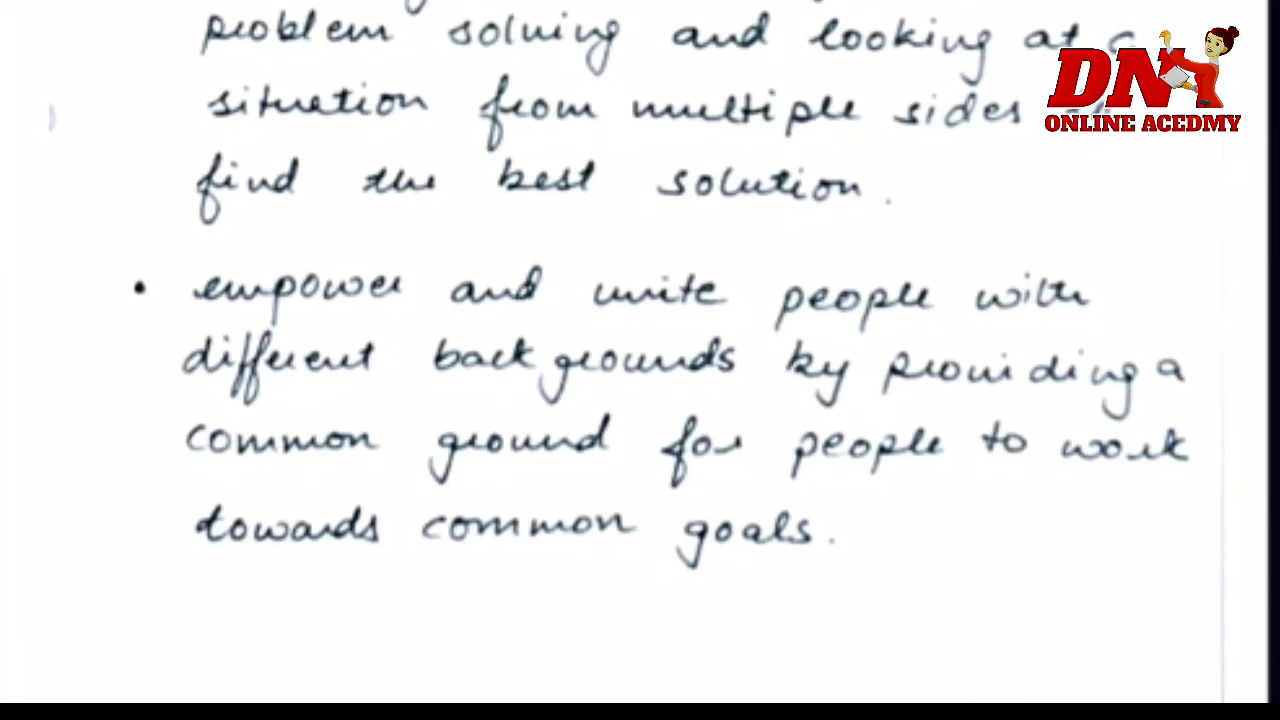 problem solving and looking at
situation from multiple sides
find the best solution.
• empower and unite people with
different backgrounds by providing a
common ground for people to work
towards common goals.
DN
ONLINE ACEDMY